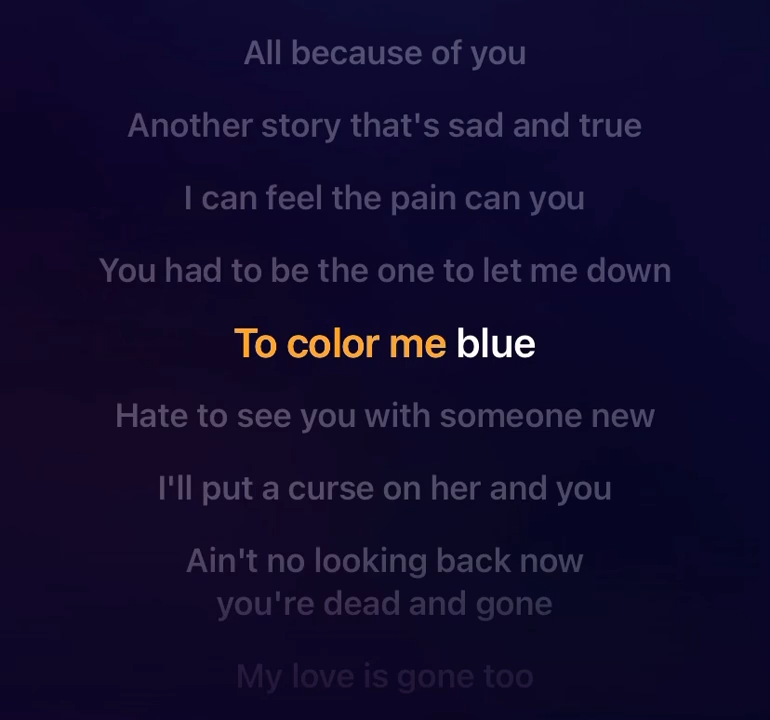 All because of you
Another story that's sad and true
I can feel the pain can you
You had to be the one to let me down
To color me blue
Hate to see you with someone new
I'll put a curse on her and you
Ain't no looking back now
you're dead and gone
My love is gone too